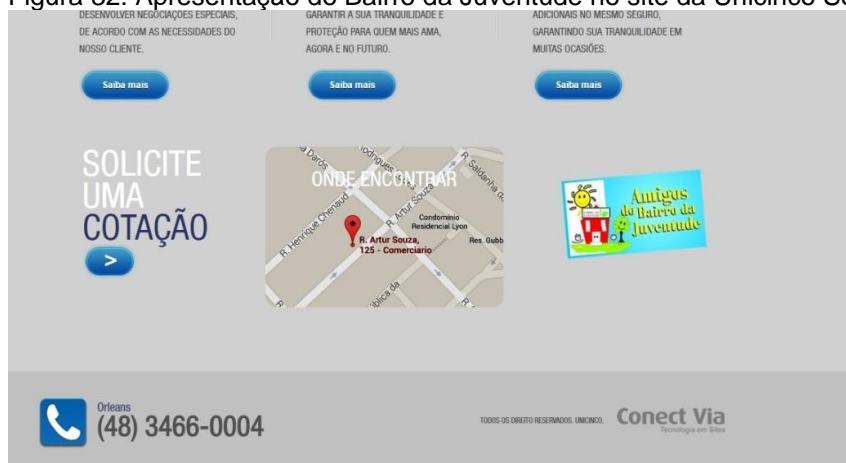 Figura 32: Apresentação do Bairro da Juventude no site da Unicinco Se
DESENVOLVER NEGOCIAÇÕES ESPECIAIS,
DE ACORDO COM AS NECESSIDADES DO
NOSSO CLIENTE.
Saiba mais
GARANTIR A SUA TRANQUILIDADE E
PROTEÇÃO PARA QUEM MAIS AMA,
AGORA E NO FUTURO.
Saiba mais
ADICIONAIS NO MESMO SEGURO,
GARANTINDO SUA TRANQUILIDADE EM
MUITAS OCASIÕES.
Saiba mais
SOLICITE
UMA
COTAÇÃO
>
ONDE ENCONTRAR
R. Henrique Chenaud
R. Artur Souza
R. Saldanha da
Condomínio
Residencial Lyon
R. Artur Souza,
125 - Comerciario
Res. Gubb
Amigos
do Bairro da
Juventude
Orleans
(48) 3466-0004
TODOS OS DIREITO RESERVADOS. UNICINCO.
Conect Via
Tecnologia em Sites